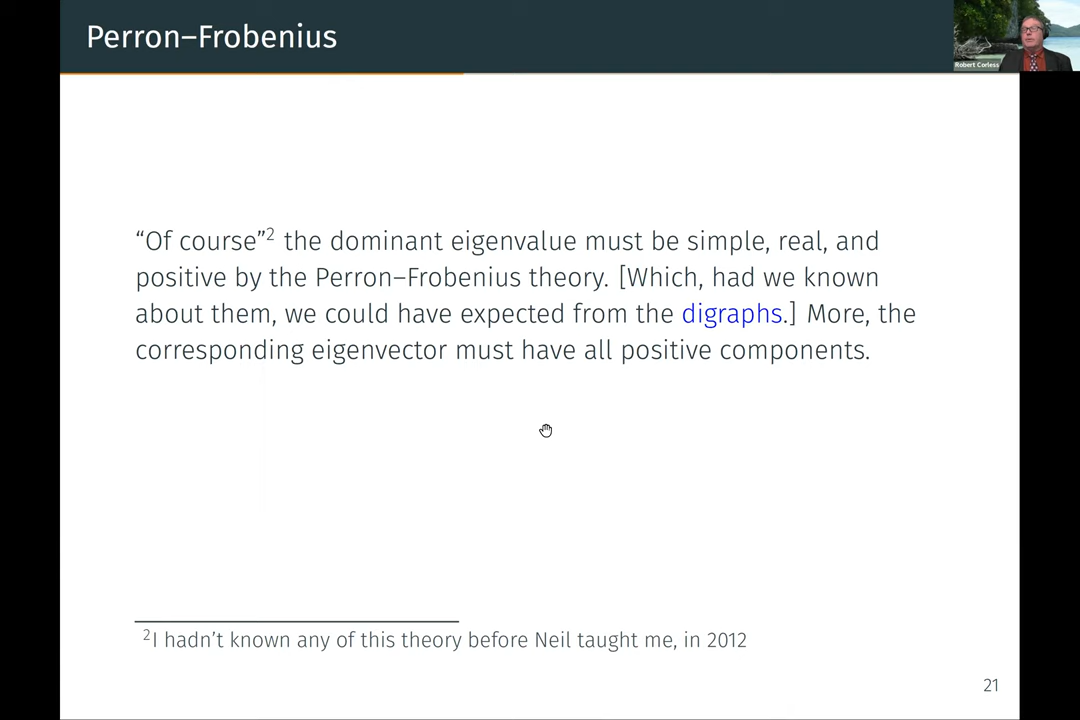 Perron–Frobenius
Robert Corless
“Of course”² the dominant eigenvalue must be simple, real, and
positive by the Perron–Frobenius theory. [Which, had we known
about them, we could have expected from the digraphs.] More, the
corresponding eigenvector must have all positive components.
²I hadn’t known any of this theory before Neil taught me, in 2012
21